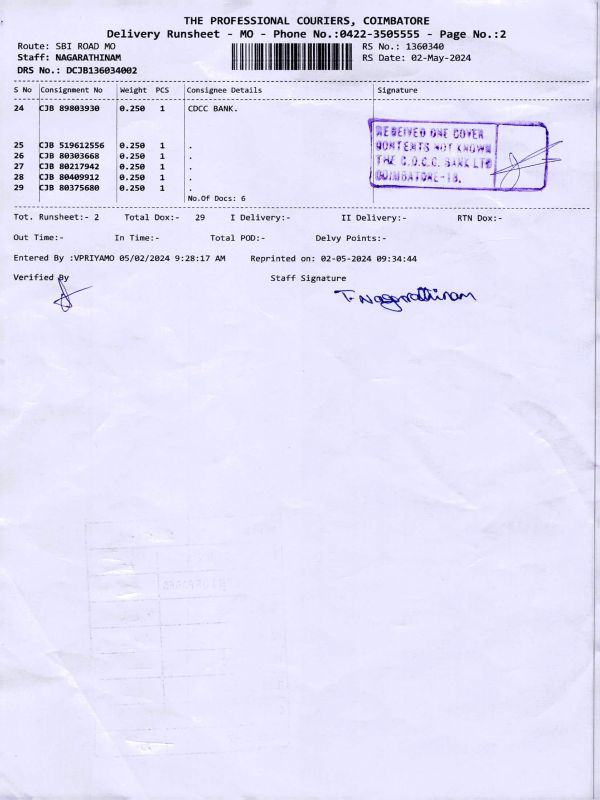 THE PROFESSIONAL COURIERS, COIMBATORE
Delivery Runsheet - MO - Phone No.:0422-3505555 - Page No.:2
Route: SBI ROAD MO RS No.: 1360340
Staff: NAGARATHINAM RS Date: 02-May-2024
DRS No.: DCJB136034002
S No Consignment No Weight PCS Consignee Details Signature
24 CJB 89803930 0.250 1 CDCC BANK.
RECEIVED ONE COVER
CONTENTS NOT KNOWN
THE C.D.C.C. BANK LTD
COIMBATORE-18.
25 CJB 519612556 0.250 1 .
26 CJB 80303668 0.250 1 .
27 CJB 80217942 0.250 1 .
28 CJB 80409912 0.250 1 .
29 CJB 80375680 0.250 1 .
No.Of Docs: 6
Tot. Runsheet:- 2 Total Dox:- 29 I Delivery:- II Delivery:- RTN Dox:-
Out Time:- In Time:- Total POD:- Delvy Points:-
Entered By :VPRIYAMO 05/02/2024 9:28:17 AM Reprinted on: 02-05-2024 09:34:44
Verified By Staff Signature
T. Nagarathinam